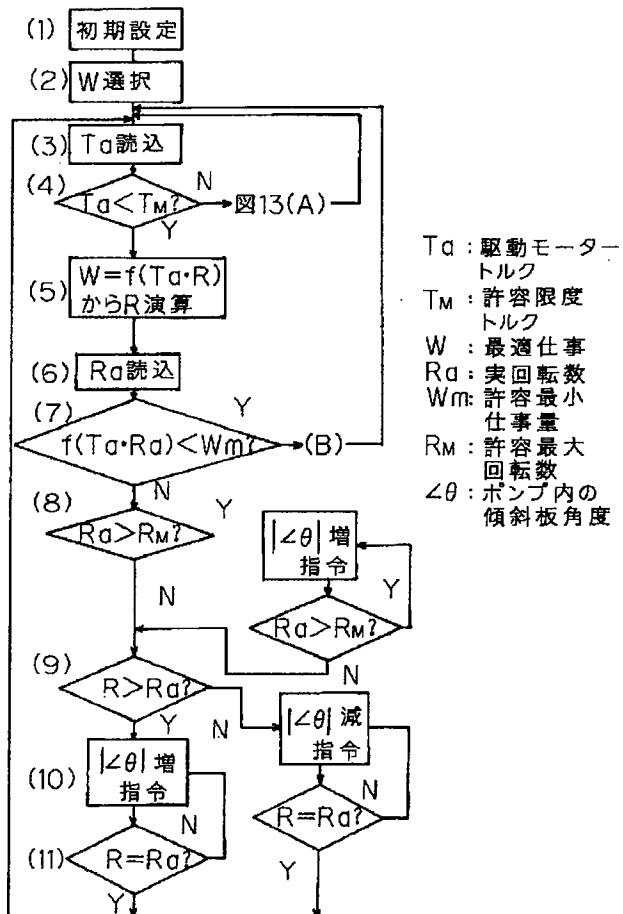 (1) 初期設定
(2) W選択
(3) Ta読込
(4) Ta<TM? N 図13(A)
Y
(5) W=f(Ta・R)
からR演算
(6) Ra読込
(7) Y
f(Ta・Ra)<Wm? (B)
N
(8) Y
Ra>RM?
N
|∠θ| 増
指令
Y
Ra>RM?
N
(9)
R>Ra?
Y
N
|∠θ| 減
指令
N
R=Ra?
Y
(10) |∠θ| 増
指令
N
(11) R=Ra?
Y
Ta:駆動モーター
トルク
TM:許容限度
トルク
W :最適仕事
Ra:実回転数
Wm:許容最小
仕事量
RM:許容最大
回転数
∠θ:ポンプ内の
傾斜板角度